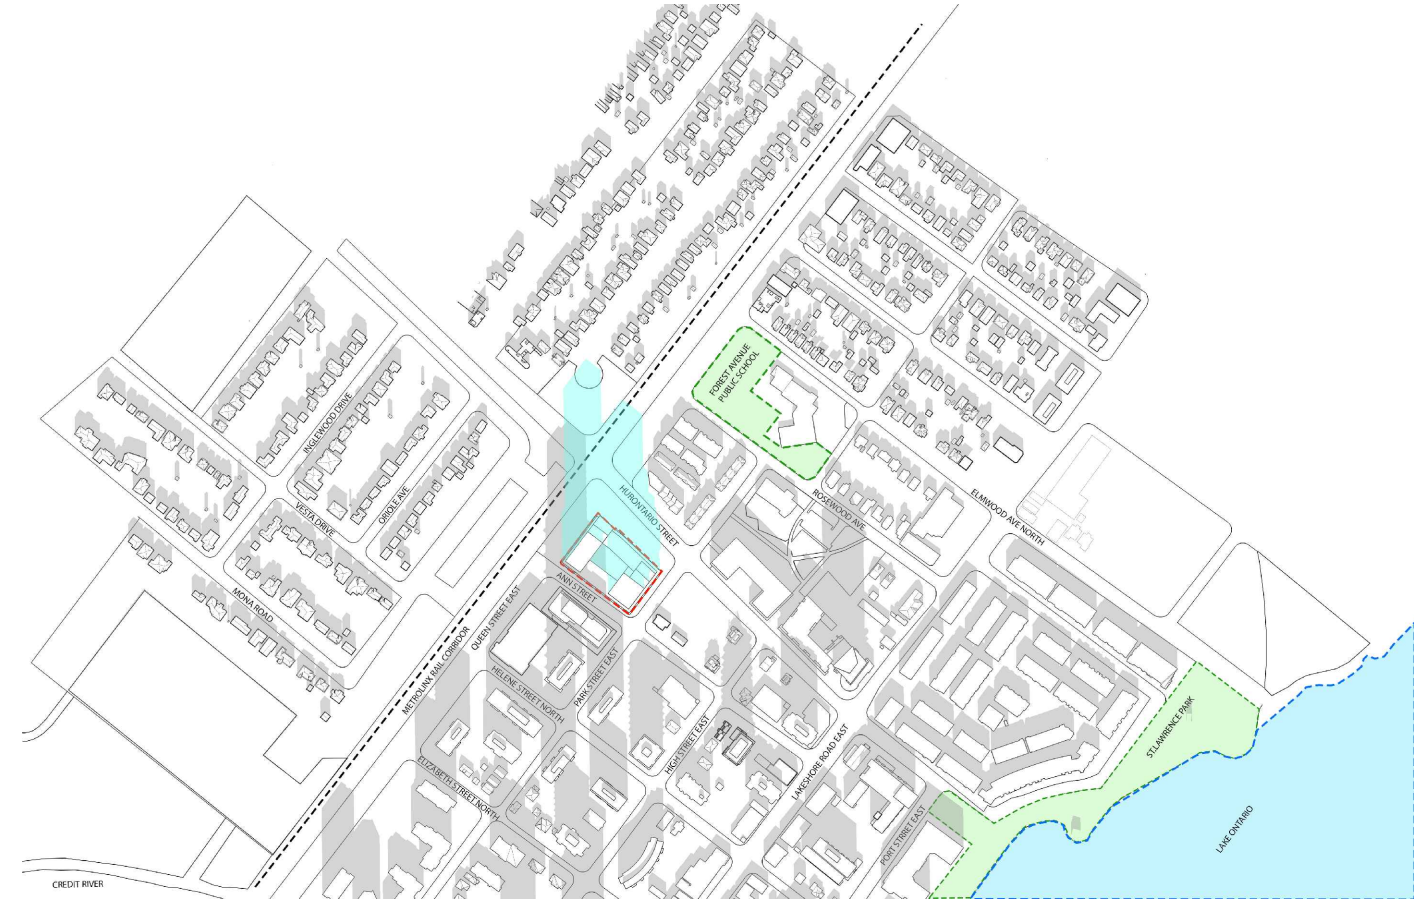 FOREST AVENUE
PUBLIC SCHOOL
INGLEWOOD DRIVE
ORIOLE AVE
VESTA DRIVE
MONA ROAD
HURONTARIO STREET
ROSEWOOD AVE
ELMWOOD AVE NORTH
ANN STREET
QUEEN STREET EAST
METROLINX RAIL CORRIDOR
HELENE STREET NORTH
PARK STREET EAST
HIGH STREET EAST
ELIZABETH STREET NORTH
LAKESHORE ROAD EAST
PORT STRRET EAST
ST.LAWRENCE PARK
LAKE ONTARIO
CREDIT RIVER